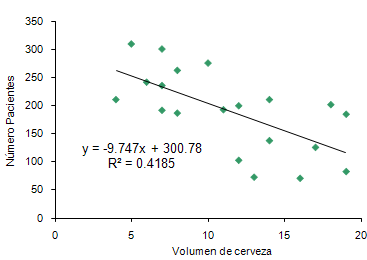 350
300
250
200
150
100
50
0
Número Pacientes
y = -9.747x + 300.78
R² = 0.4185
0 5 10 15 20
Volumen de cerveza